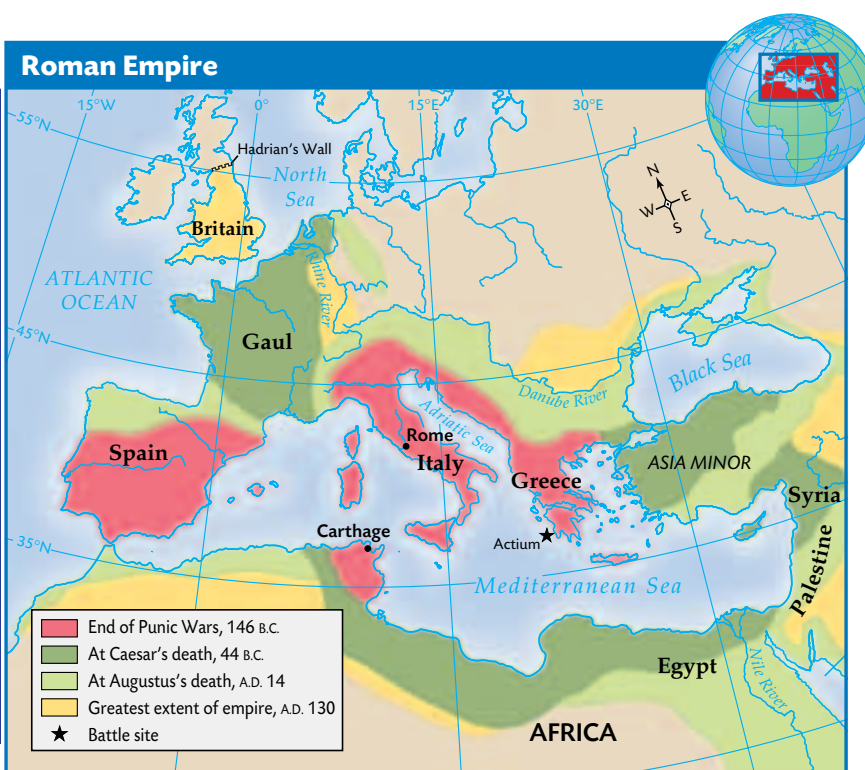 Roman Empire
15°W
0°
15°E
30°E
55°N
Hadrian's Wall
North
Sea
N
W
E
S
Britain
ATLANTIC
OCEAN
Rhine River
45°N
Gaul
Black Sea
Danube River
Adriatic Sea
Rome
Spain
Italy
ASIA MINOR
Greece
Syria
Carthage
Actium
35°N
Palestine
Mediterranean Sea
End of Punic Wars, 146 B.C.
At Caesar's death, 44 B.C.
At Augustus's death, A.D. 14
Greatest extent of empire, A.D. 130
Battle site
Egypt
Nile River
AFRICA